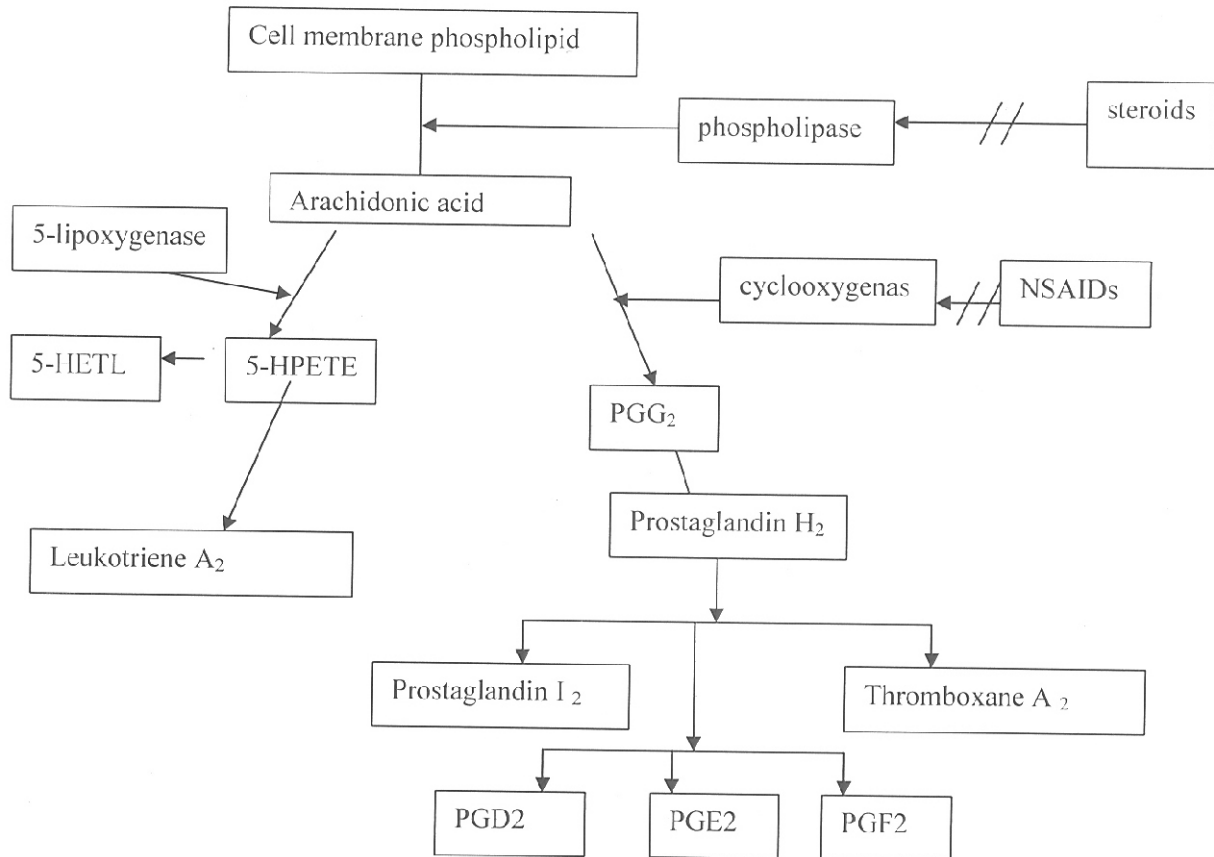 Cell membrane phospholipid
steroids
phospholipase
Arachidonic acid
5-lipoxygenase
cyclooxygenas
NSAIDs
5-HETL
5-HPETE
PGG₂
Prostaglandin H₂
Leukotriene A₂
Prostaglandin I ₂
Thromboxane A ₂
PGD2
PGE2
PGF2